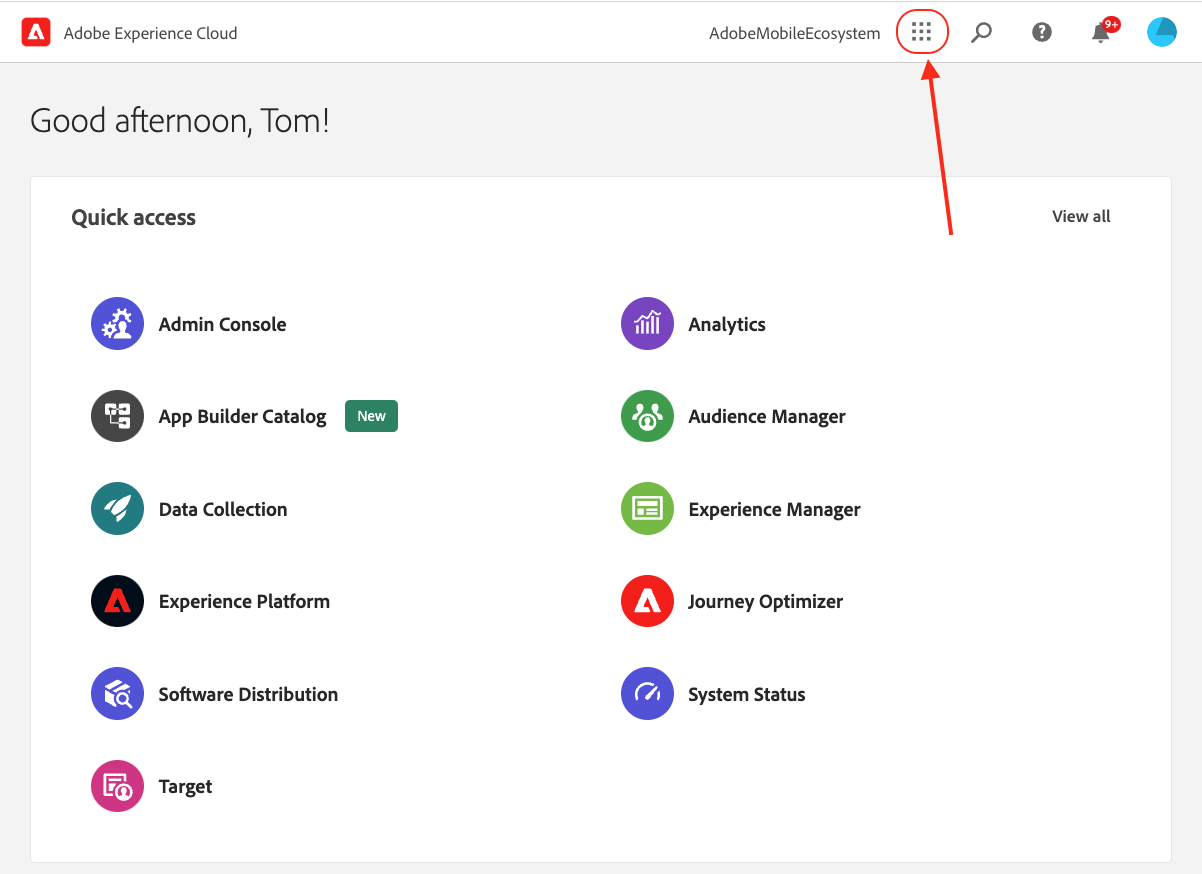 Adobe Experience Cloud
AdobeMobileEcosystem
9+
Good afternoon, Tom!
Quick access
View all
Admin Console
Analytics
App Builder Catalog
New
Audience Manager
Data Collection
Experience Manager
Experience Platform
Journey Optimizer
Software Distribution
System Status
Target